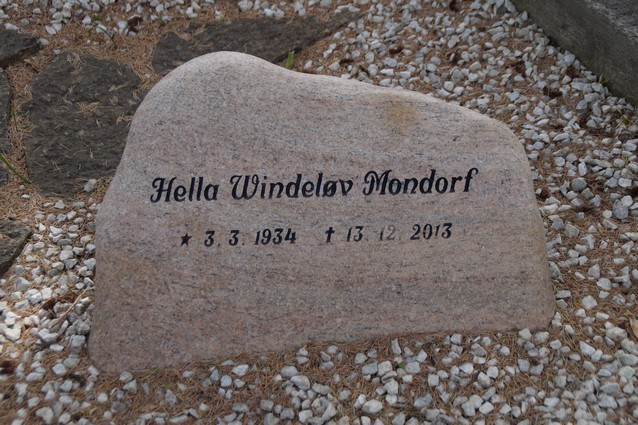 Hella Windeløv Mondorf
★ 3. 3. 1934 † 13. 12. 2013